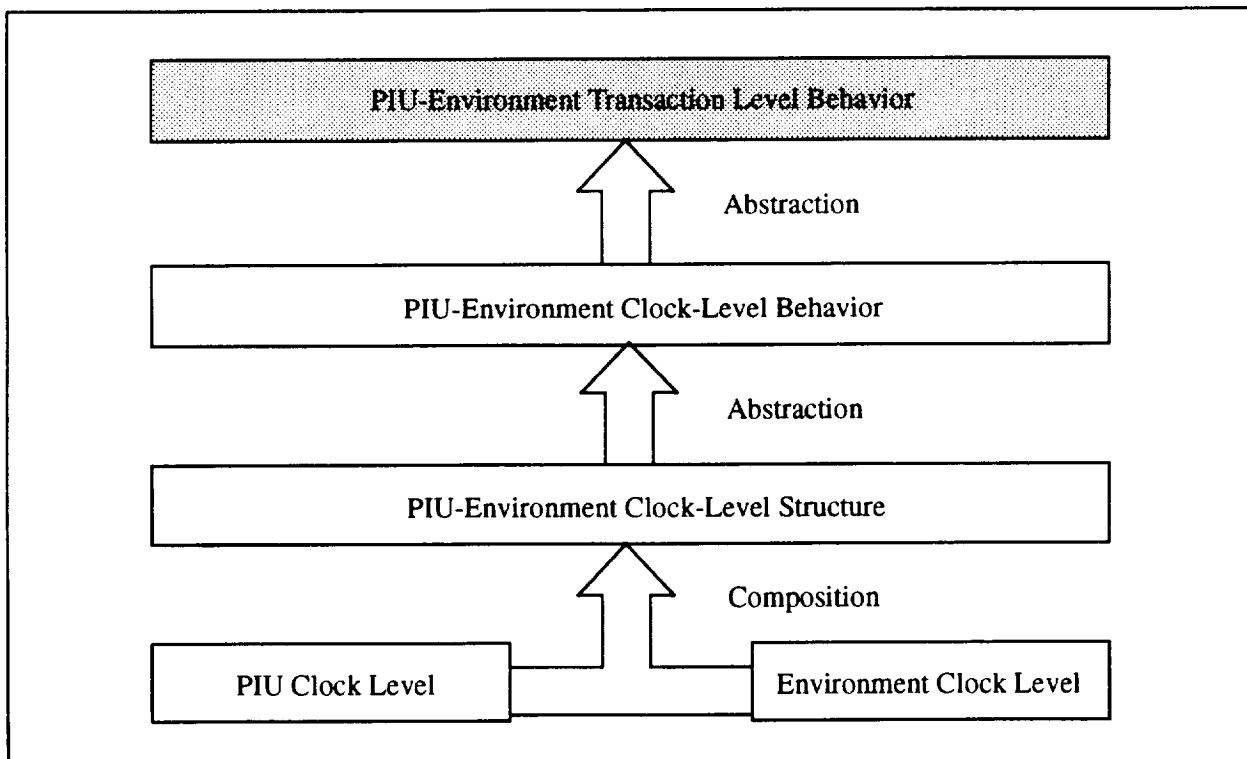 PIU-Environment Transaction Level Behavior
Abstraction
PIU-Environment Clock-Level Behavior
Abstraction
PIU-Environment Clock-Level Structure
Composition
PIU Clock Level
Environment Clock Level